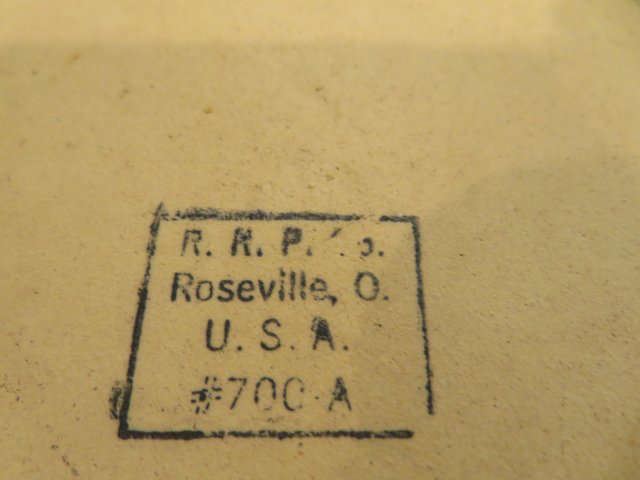 R. R. P. Co.
Roseville, O.
U. S. A.
#700-A